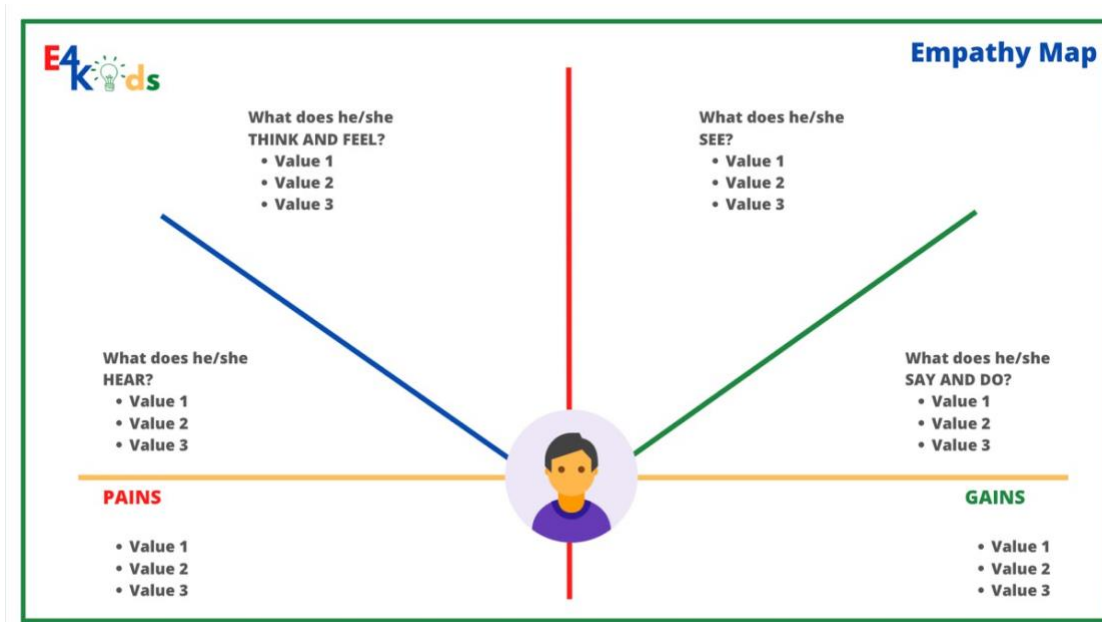 E4
Kids
Empathy Map
What does he/she
THINK AND FEEL?
• Value 1
• Value 2
• Value 3
What does he/she
SEE?
• Value 1
• Value 2
• Value 3
What does he/she
HEAR?
• Value 1
• Value 2
• Value 3
What does he/she
SAY AND DO?
• Value 1
• Value 2
• Value 3
PAINS
• Value 1
• Value 2
• Value 3
GAINS
• Value 1
• Value 2
• Value 3